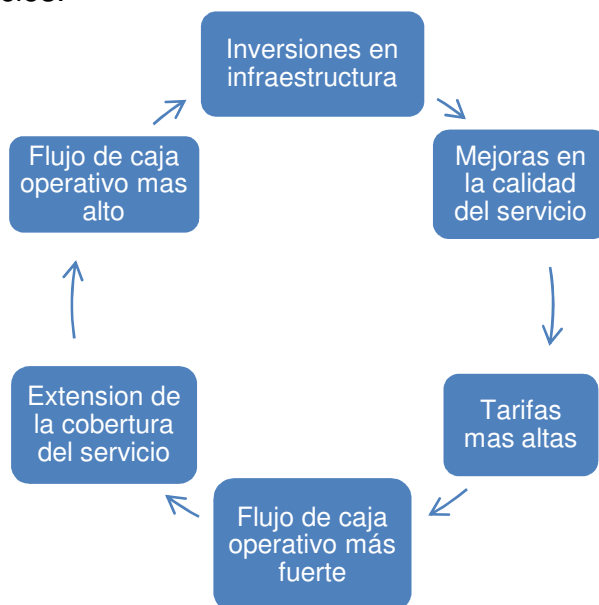 Inversiones en
infraestructura
Mejoras en
la calidad
del servicio
Tarifas
mas altas
Flujo de caja
operativo más
fuerte
Extension de
la cobertura
del servicio
Flujo de caja
operativo mas
alto